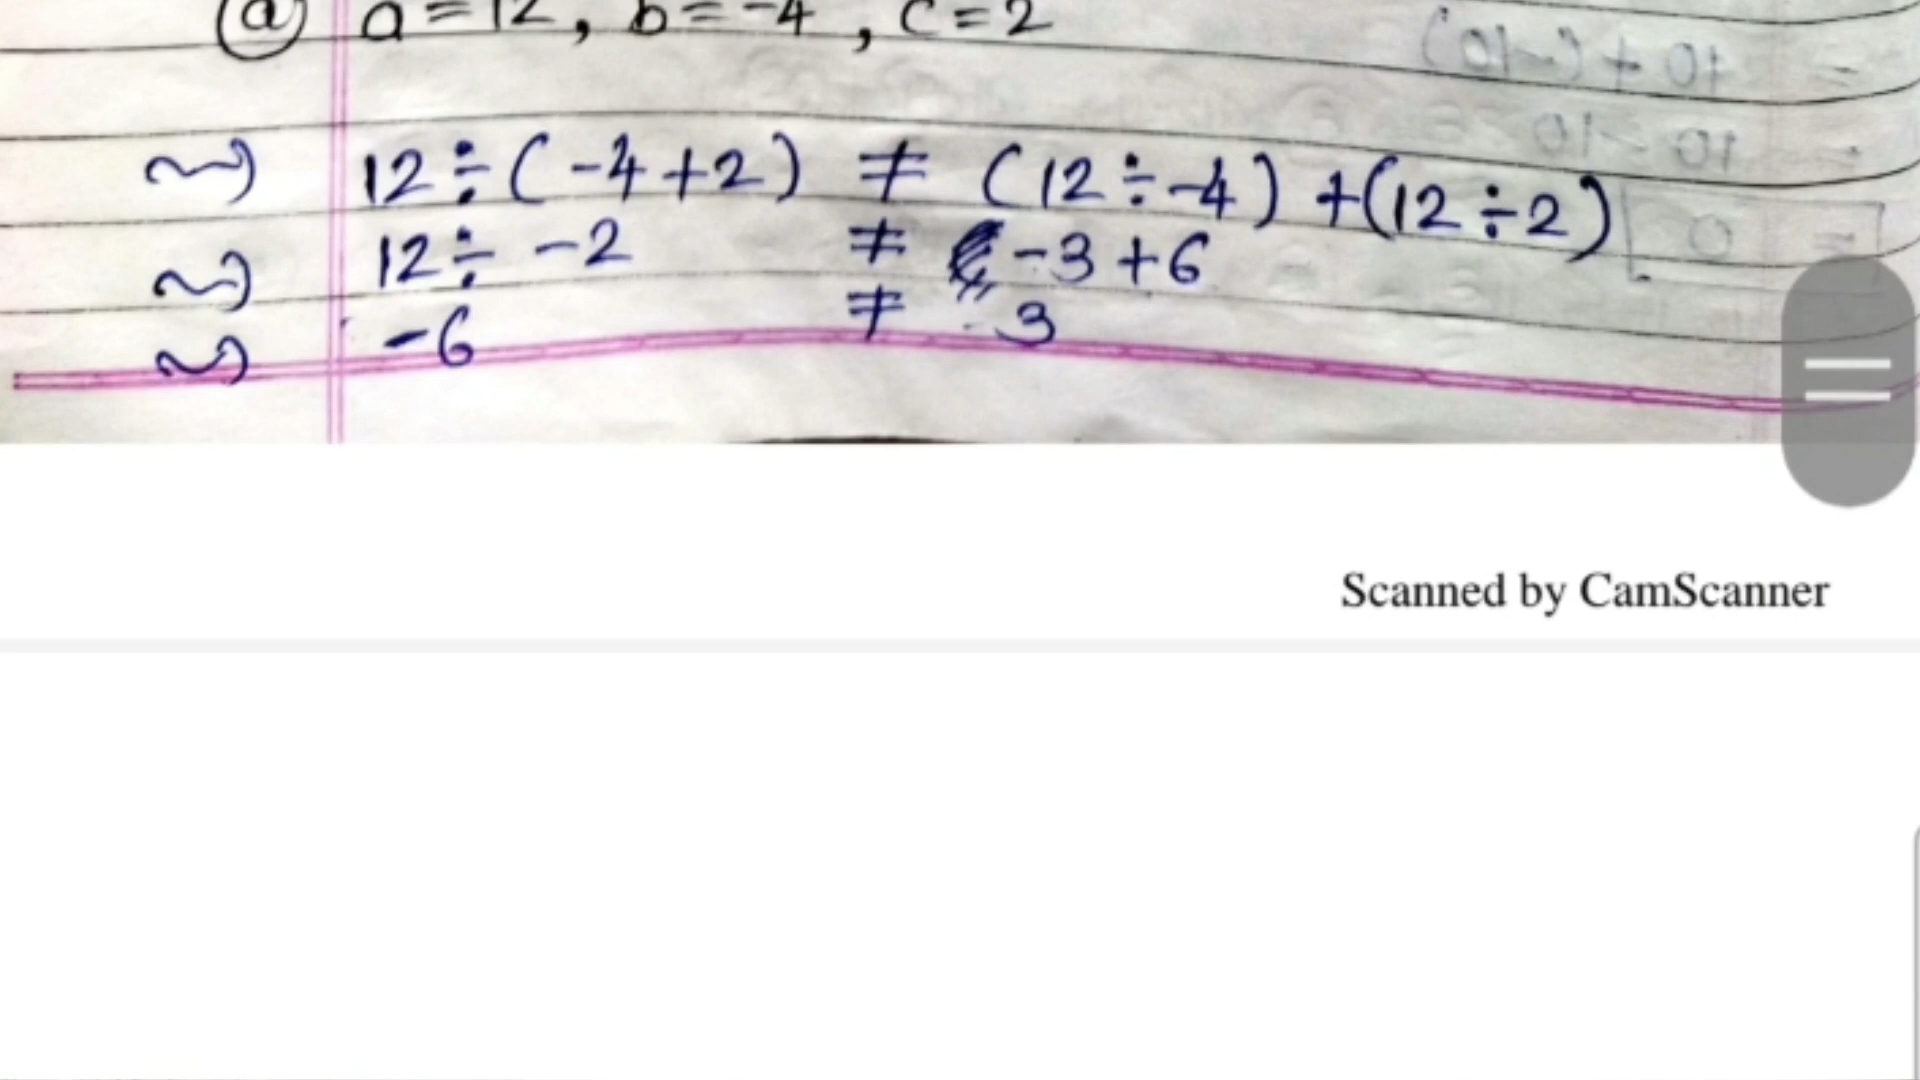 ⓐ a = 12, b = -4, c = 2
~) 12 ÷ (-4+2) ≠ (12 ÷ -4) + (12 ÷ 2)
~) 12 ÷ -2 ≠ -3 + 6
~) -6 ≠ 3
Scanned by CamScanner